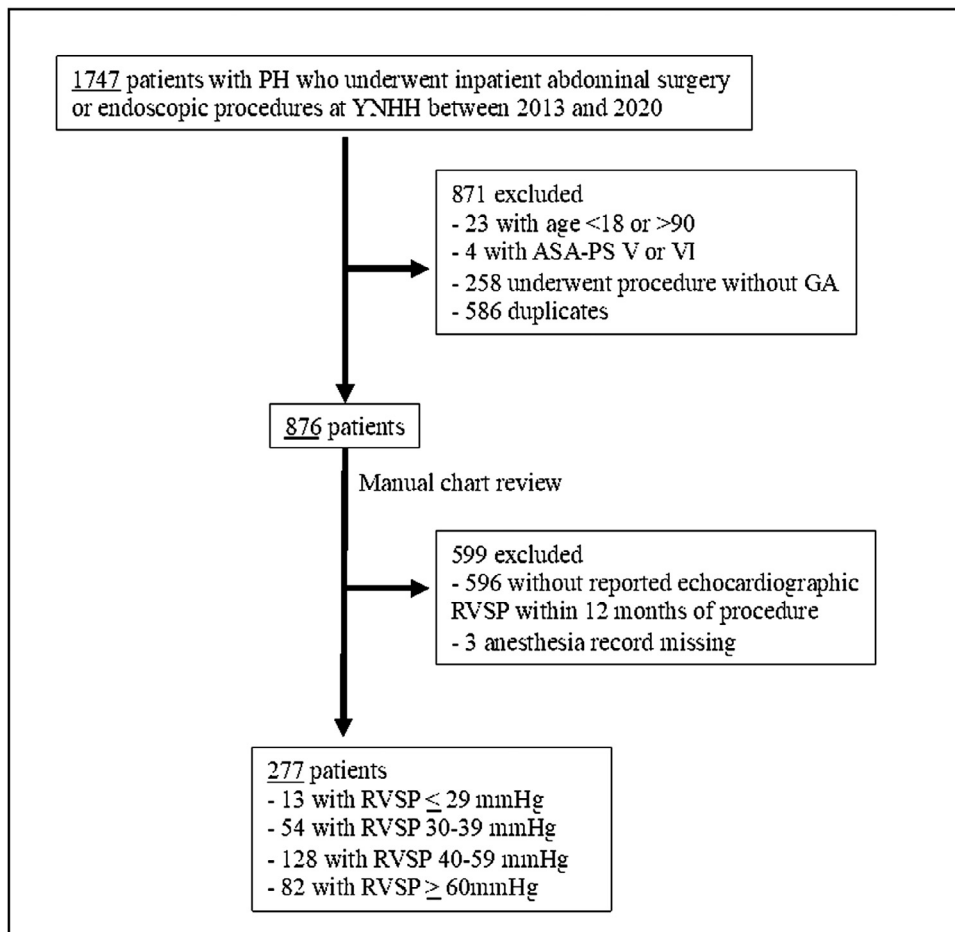 1747 patients with PH who underwent inpatient abdominal surgery
or endoscopic procedures at YNHH between 2013 and 2020
871 excluded
- 23 with age <18 or >90
- 4 with ASA-PS V or VI
- 258 underwent procedure without GA
- 586 duplicates
876 patients
Manual chart review
599 excluded
- 596 without reported echocardiographic
RVSP within 12 months of procedure
- 3 anesthesia record missing
277 patients
- 13 with RVSP ≤ 29 mmHg
- 54 with RVSP 30-39 mmHg
- 128 with RVSP 40-59 mmHg
- 82 with RVSP ≥ 60mmHg